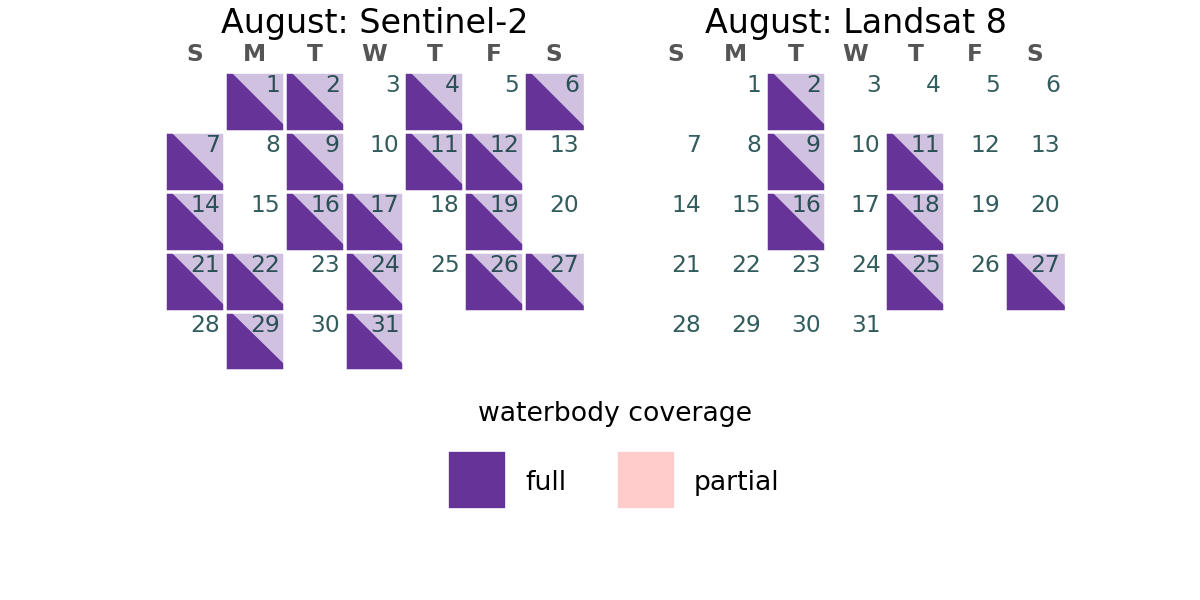 August: Sentinel-2
S M T W T F S
1 2 3 4 5 6
7 8 9 10 11 12 13
14 15 16 17 18 19 20
21 22 23 24 25 26 27
28 29 30 31
August: Landsat 8
S M T W T F S
1 2 3 4 5 6
7 8 9 10 11 12 13
14 15 16 17 18 19 20
21 22 23 24 25 26 27
28 29 30 31
waterbody coverage
full partial